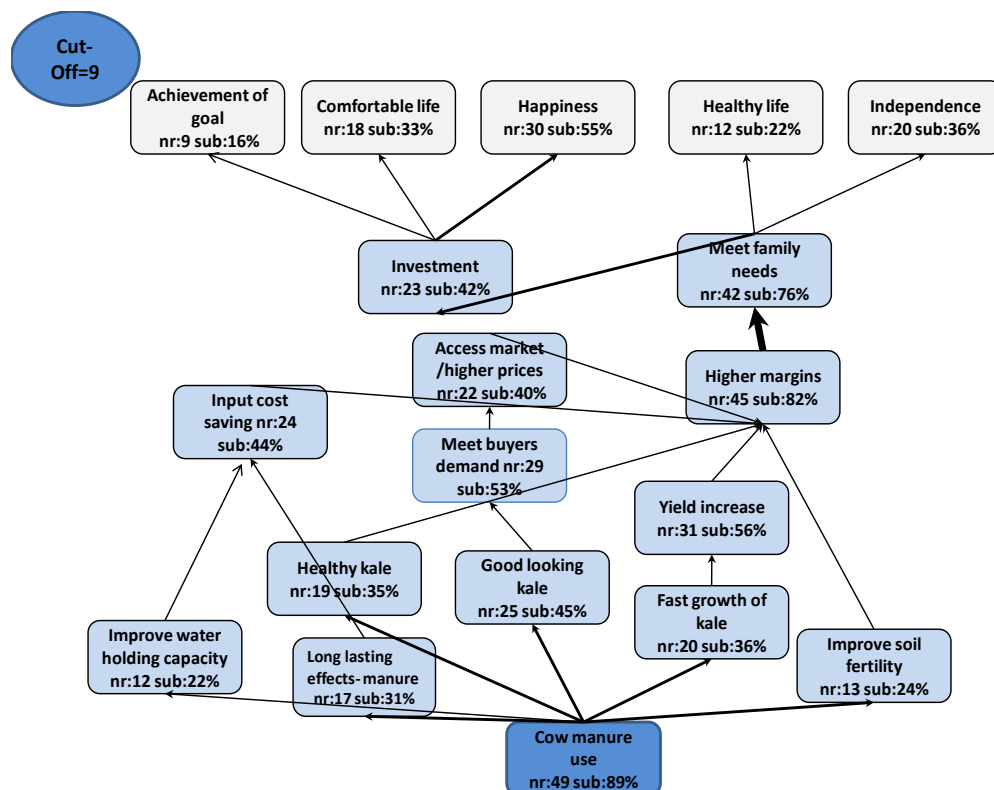 Cut-
Off=9
Achievement of
goal
nr:9 sub:16%
Comfortable life
nr:18 sub:33%
Happiness
nr:30 sub:55%
Healthy life
nr:12 sub:22%
Independence
nr:20 sub:36%
Investment
nr:23 sub:42%
Meet family
needs
nr:42 sub:76%
Access market
/higher prices
nr:22 sub:40%
Higher margins
nr:45 sub:82%
Input cost
saving nr:24
sub:44%
Meet buyers
demand nr:29
sub:53%
Yield increase
nr:31 sub:56%
Healthy kale
nr:19 sub:35%
Good looking
kale
nr:25 sub:45%
Fast growth of
kale
nr:20 sub:36%
Improve water
holding capacity
nr:12 sub:22%
Long lasting
effects- manure
nr:17 sub:31%
Improve soil
fertility
nr:13 sub:24%
Cow manure
use
nr:49 sub:89%